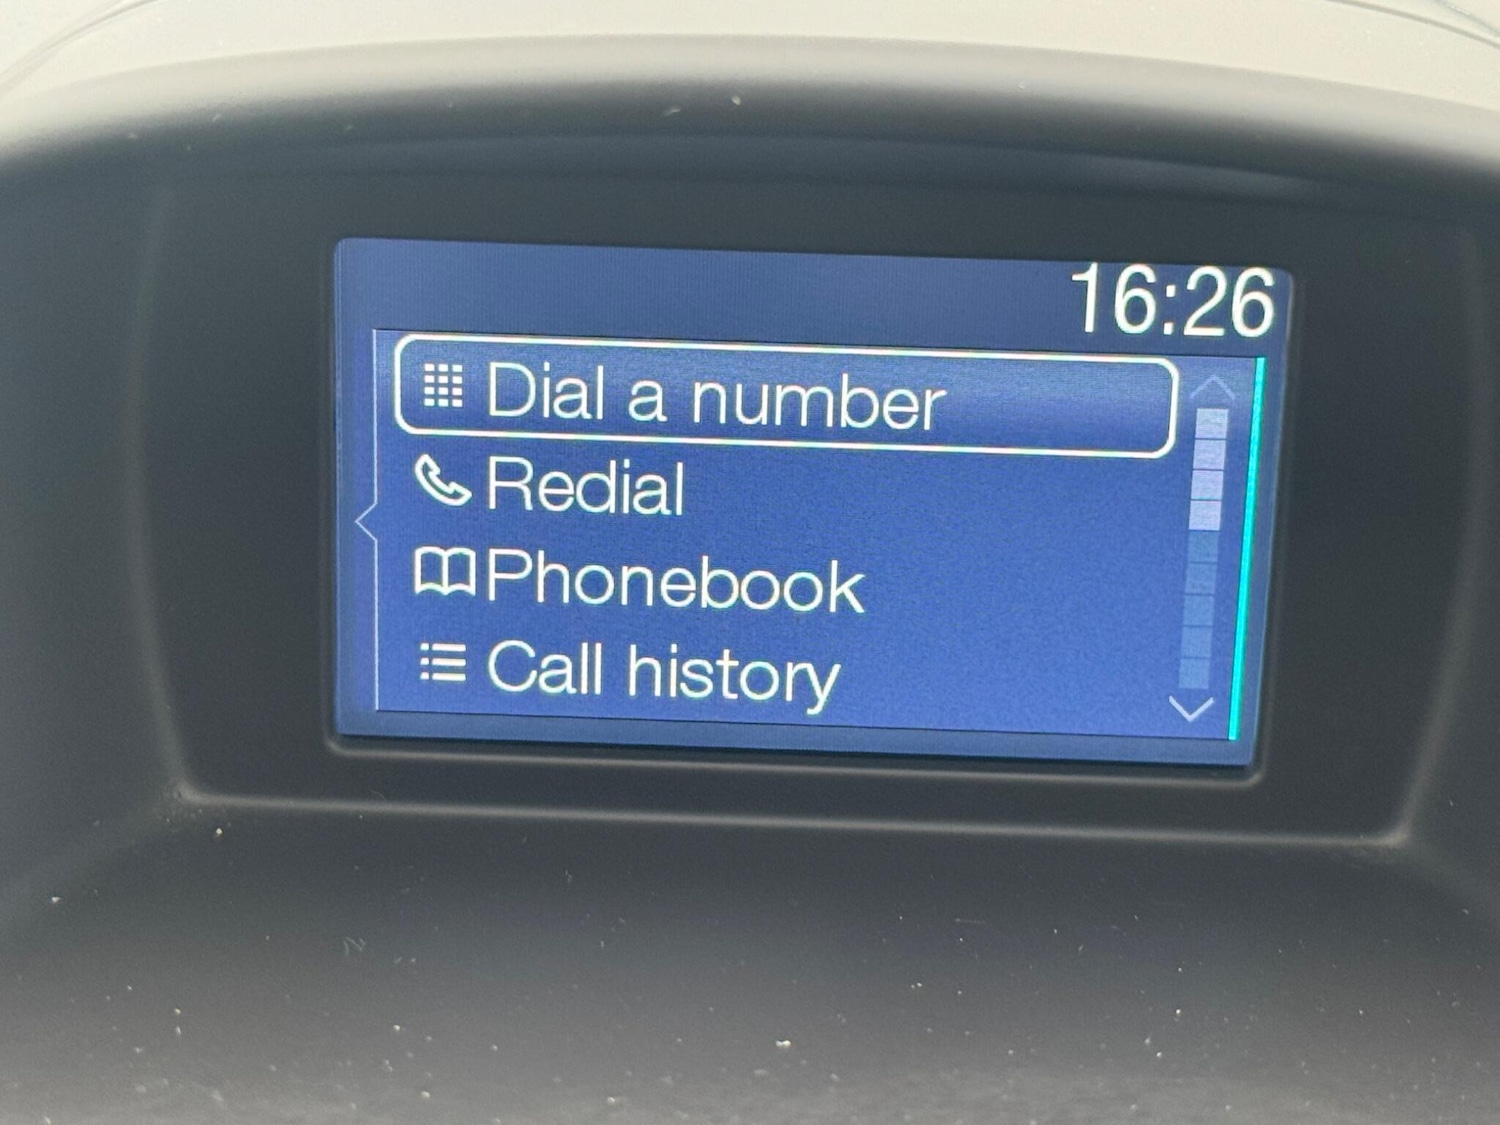 16:26
Dial a number
Redial
Phonebook
Call history